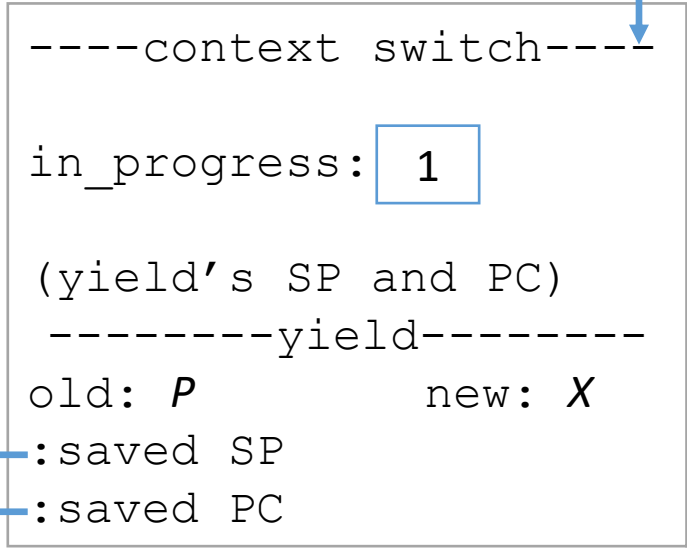 ----context switch----
in_progress: 1
(yield’s SP and PC)
--------yield--------
old: P new: X
:saved SP
:saved PC